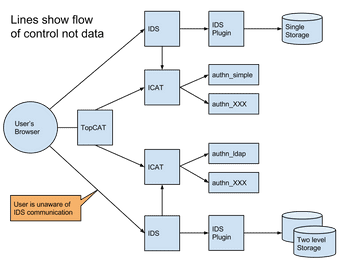 Lines show flow
of control not data
IDS
IDS
Plugin
Single
Storage
ICAT
authn_simple
authn_XXX
User's
Browser
TopCAT
ICAT
authn_ldap
authn_XXX
User is unaware of
IDS communication
IDS
IDS
Plugin
Two level
Storage